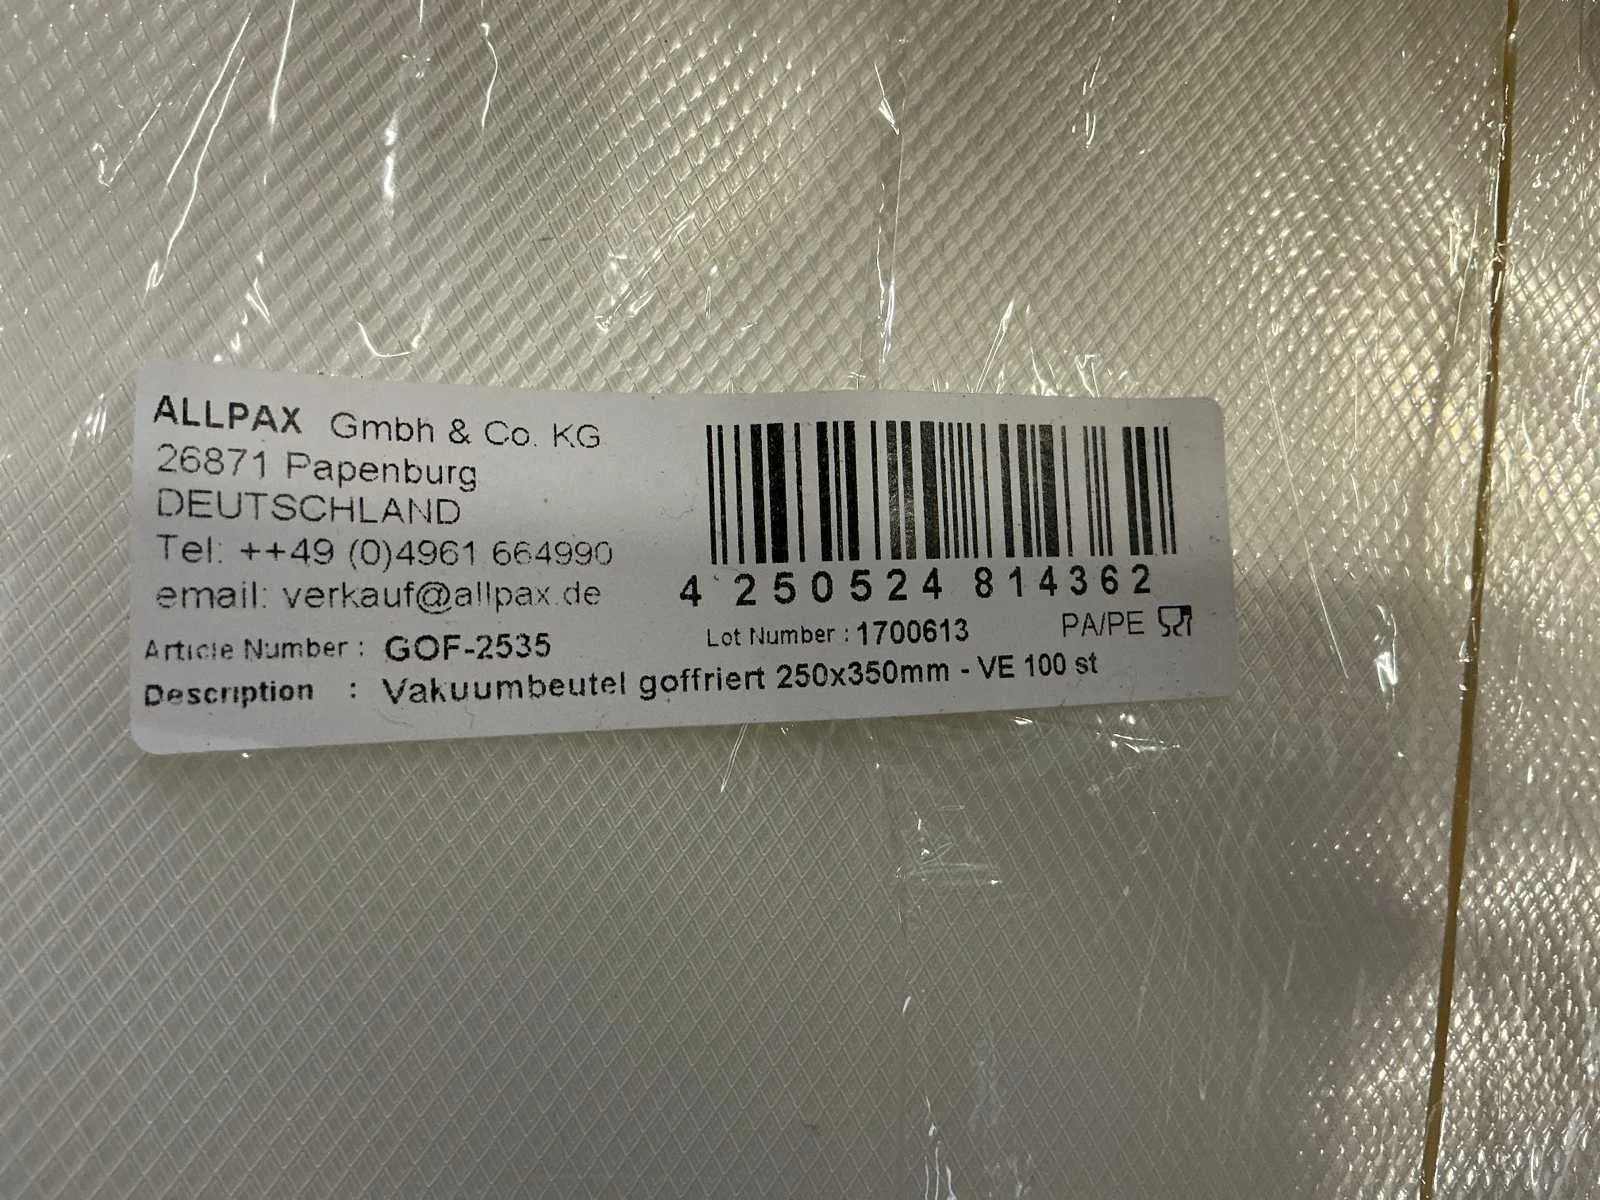 ALLPAX Gmbh & Co. KG
26871 Papenburg
DEUTSCHLAND
Tel: ++49 (0)4961 664990
email: verkauf@allpax.de
4 250524 814362
Article Number : GOF-2535
Lot Number : 1700613
PA/PE
Description : Vakuumbeutel goffriert 250x350mm - VE 100 st